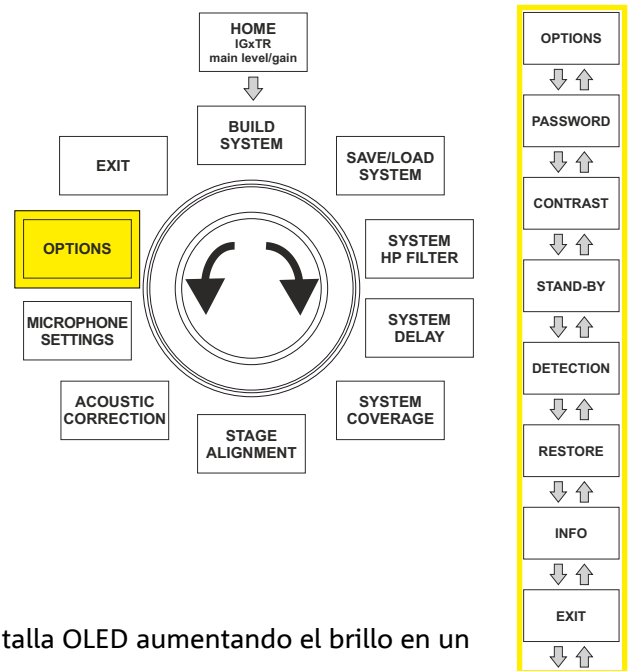 HOME
IGxTR
main level/gain
BUILD
SYSTEM
SAVE/LOAD
SYSTEM
SYSTEM
HP FILTER
SYSTEM
DELAY
SYSTEM
COVERAGE
STAGE
ALIGNMENT
ACOUSTIC
CORRECTION
MICROPHONE
SETTINGS
OPTIONS
EXIT
OPTIONS
PASSWORD
CONTRAST
STAND-BY
DETECTION
RESTORE
INFO
EXIT
talla OLED aumentando el brillo en un